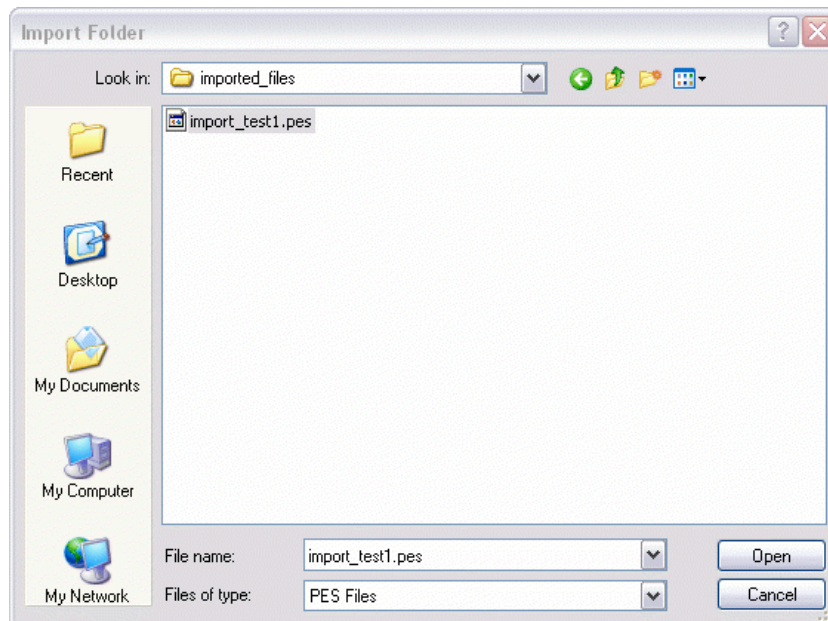 Import Folder
Look in: imported_files
import_test1.pes
Recent
Desktop
My Documents
My Computer
My Network
File name: import_test1.pes Open
Files of type: PES Files Cancel